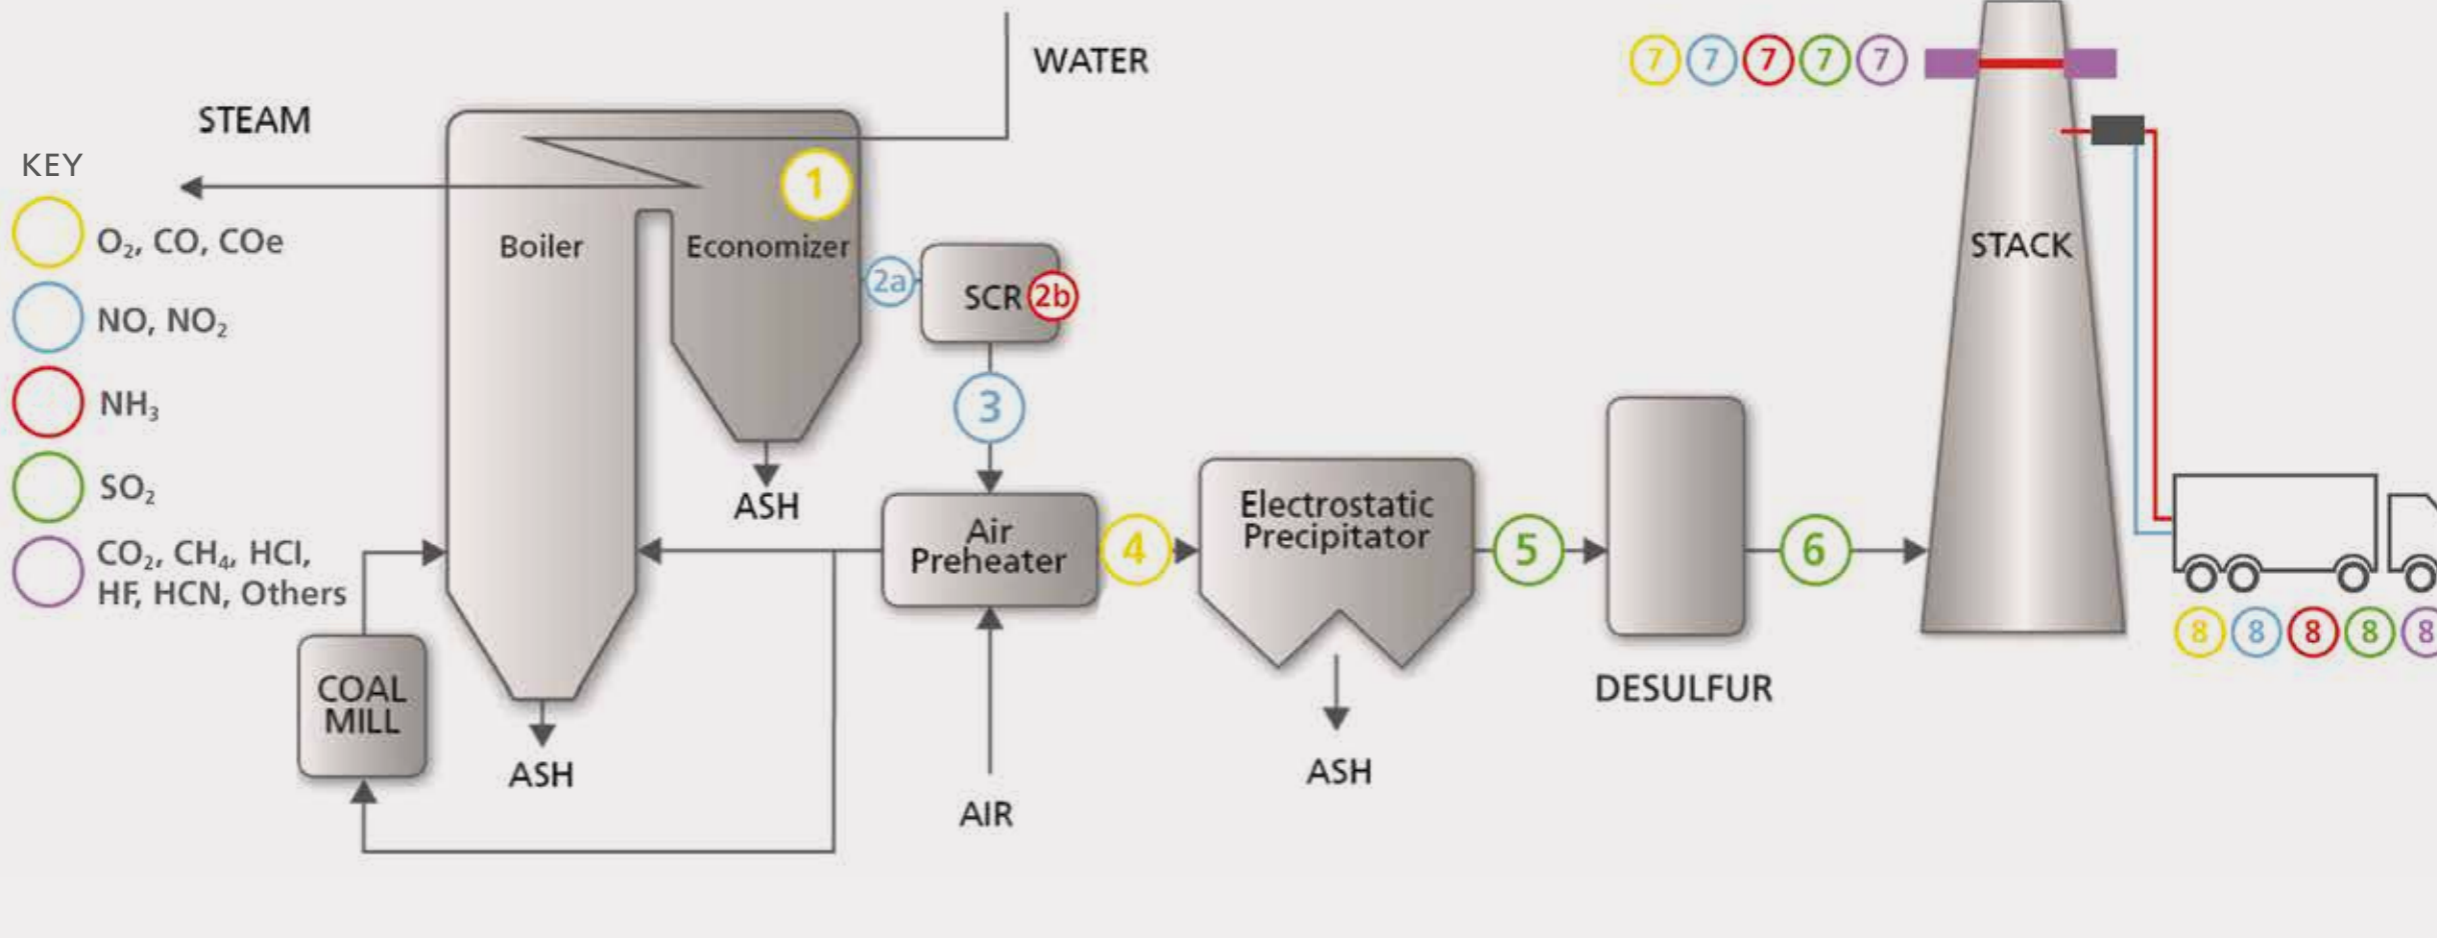 WATER
7 7 7 7 7
STEAM
KEY
1
O₂, CO, COe
Boiler
Economizer
STACK
2a
SCR
2b
NO, NO₂
NH₃
3
SO₂
ASH
Electrostatic
Precipitator
Air
Preheater
4
5
6
CO₂, CH₄, HCl,
HF, HCN, Others
8 8 8 8 8
COAL
MILL
DESULFUR
ASH
ASH
AIR